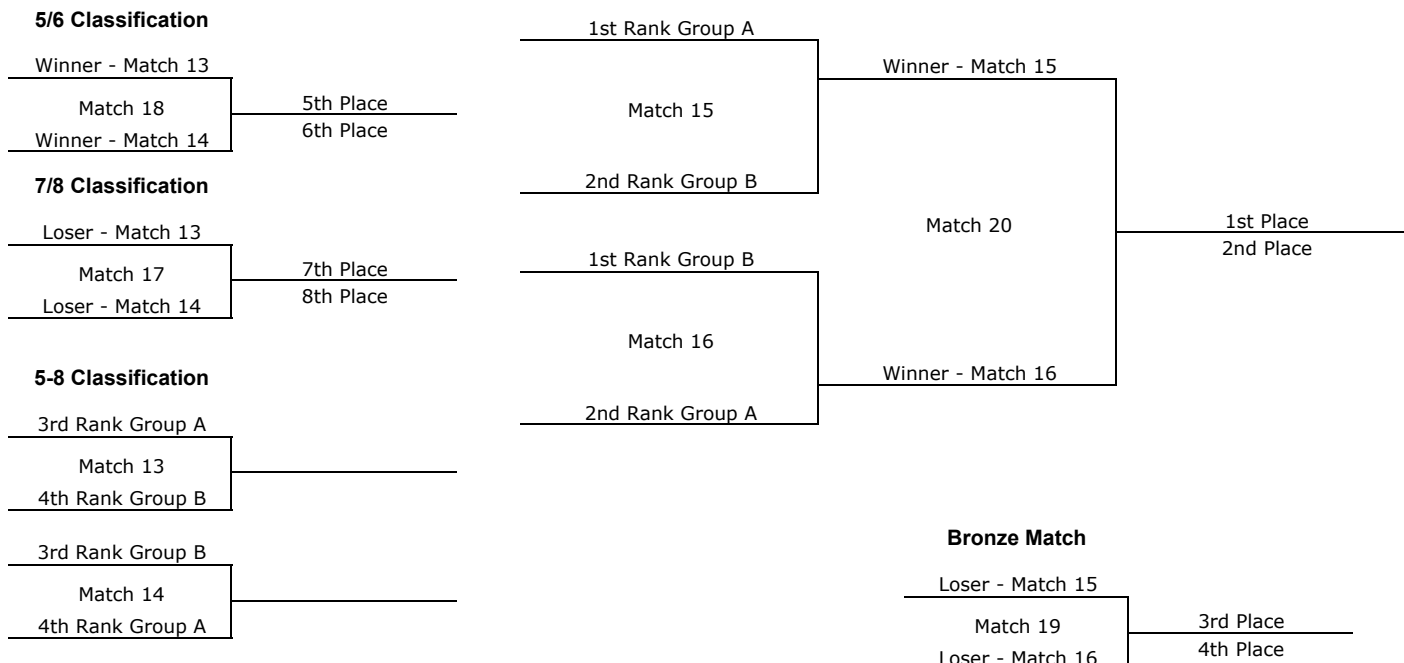 5/6 Classification
Winner - Match 13
Match 18
Winner - Match 14
5th Place
6th Place
7/8 Classification
Loser - Match 13
Match 17
Loser - Match 14
7th Place
8th Place
5-8 Classification
3rd Rank Group A
Match 13
4th Rank Group B
3rd Rank Group B
Match 14
4th Rank Group A
1st Rank Group A
Match 15
2nd Rank Group B
1st Rank Group B
Match 16
2nd Rank Group A
Winner - Match 15
Match 20
Winner - Match 16
1st Place
2nd Place
Bronze Match
Loser - Match 15
Match 19
Loser - Match 16
3rd Place
4th Place